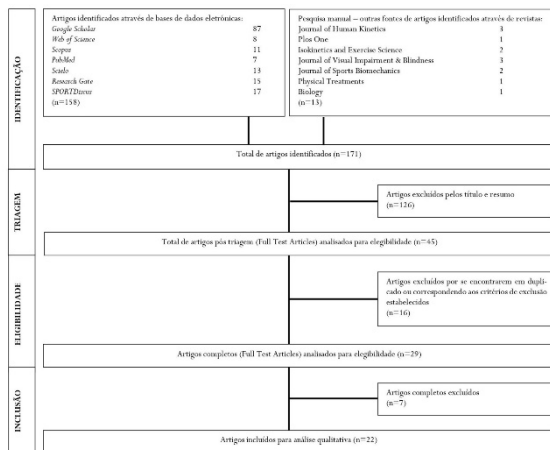 IDENTIFICAÇÃO
Artigos identificados através de bases de dados eletrónicas:
Google Scholar 87
Web of Science 8
Scopus 11
PubMed 7
Scielo 13
Research Gate 15
SPORTDiscus 17
(n=158)
Pesquisa manual – outras fontes de artigos identificados através de revistas:
Journal of Human Kinetics 3
Plos One 1
Isokinetics and Exercise Science 2
Journal of Visual Impairment & Blindness 3
Journal of Sports Biomechanics 2
Physical Treatments 1
Biology 1
(n=13)
Total de artigos identificados (n=171)
TRIAGEM
Artigos excluídos pelos título e resumo
(n=126)
Total de artigos pós triagem (Full Test Articles) analisados para elegibilidade (n=45)
ELIGIBILIDADE
Artigos excluídos por se encontrarem em dupli-
cado ou correspondendo aos critérios de exclusão
estabelecidos
(n=16)
Artigos completos (Full Test Articles) analisados para elegibilidade (n=29)
INCLUSÃO
Artigos completos excluídos
(n=7)
Artigos incluídos para análise qualitativa (n=22)